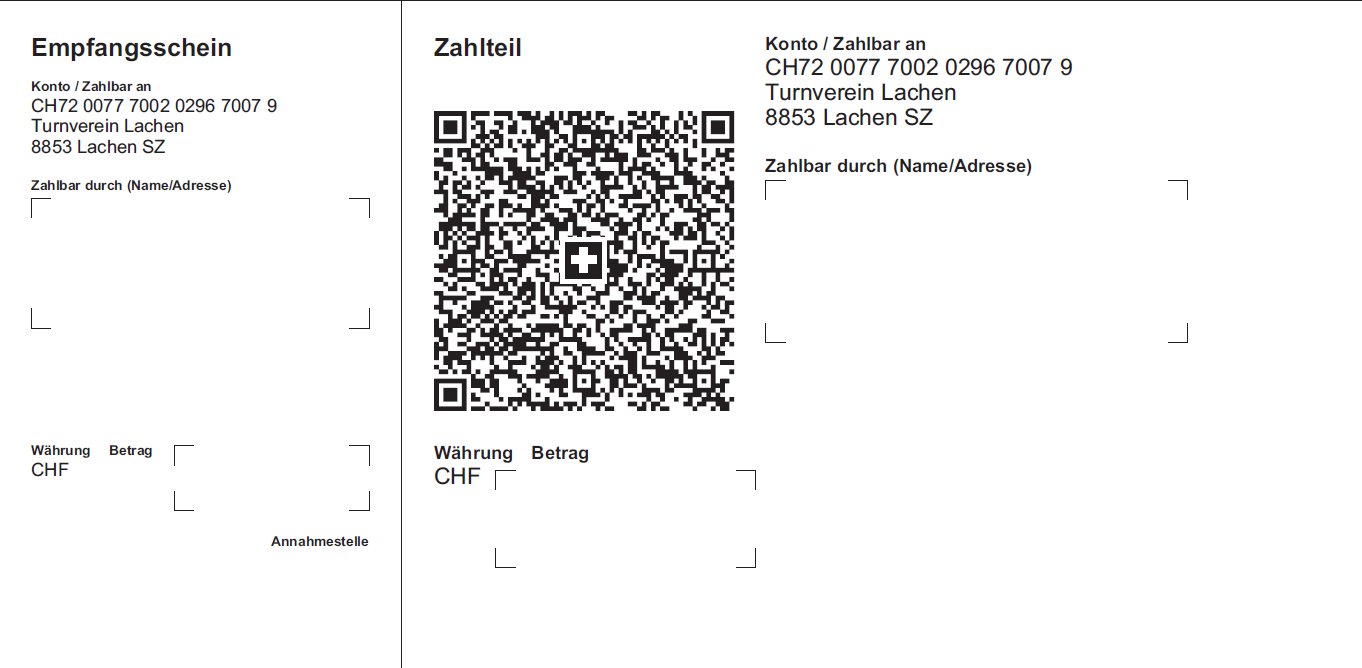 Empfangsschein
Konto / Zahlbar an
CH72 0077 7002 0296 7007 9
Turnverein Lachen
8853 Lachen SZ
Zahlbar durch (Name/Adresse)
Währung Betrag
CHF
Annahmestelle
Zahlteil
Währung Betrag
CHF
Konto / Zahlbar an
CH72 0077 7002 0296 7007 9
Turnverein Lachen
8853 Lachen SZ
Zahlbar durch (Name/Adresse)